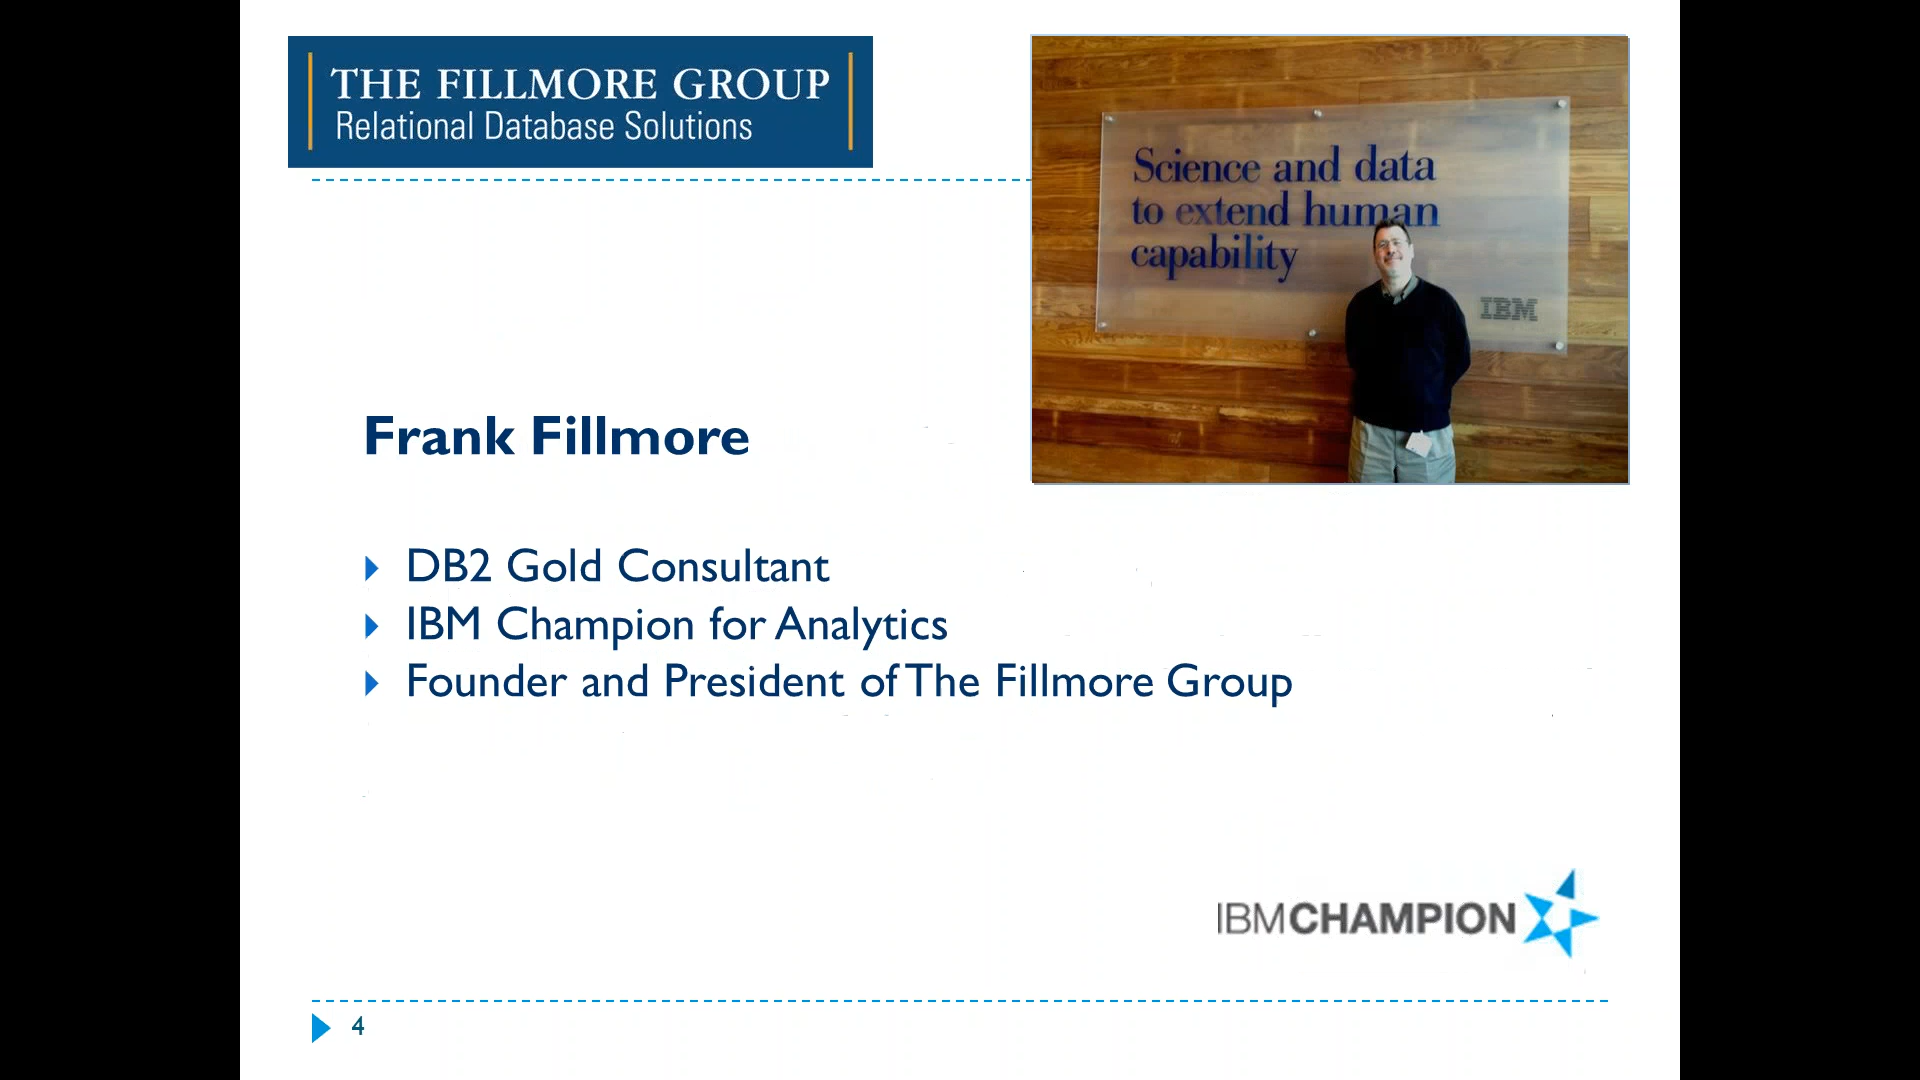 THE FILLMORE GROUP
Relational Database Solutions
Science and data
to extend human
capability
IBM
Frank Fillmore
DB2 Gold Consultant
IBM Champion for Analytics
Founder and President of The Fillmore Group
IBMCHAMPION
4